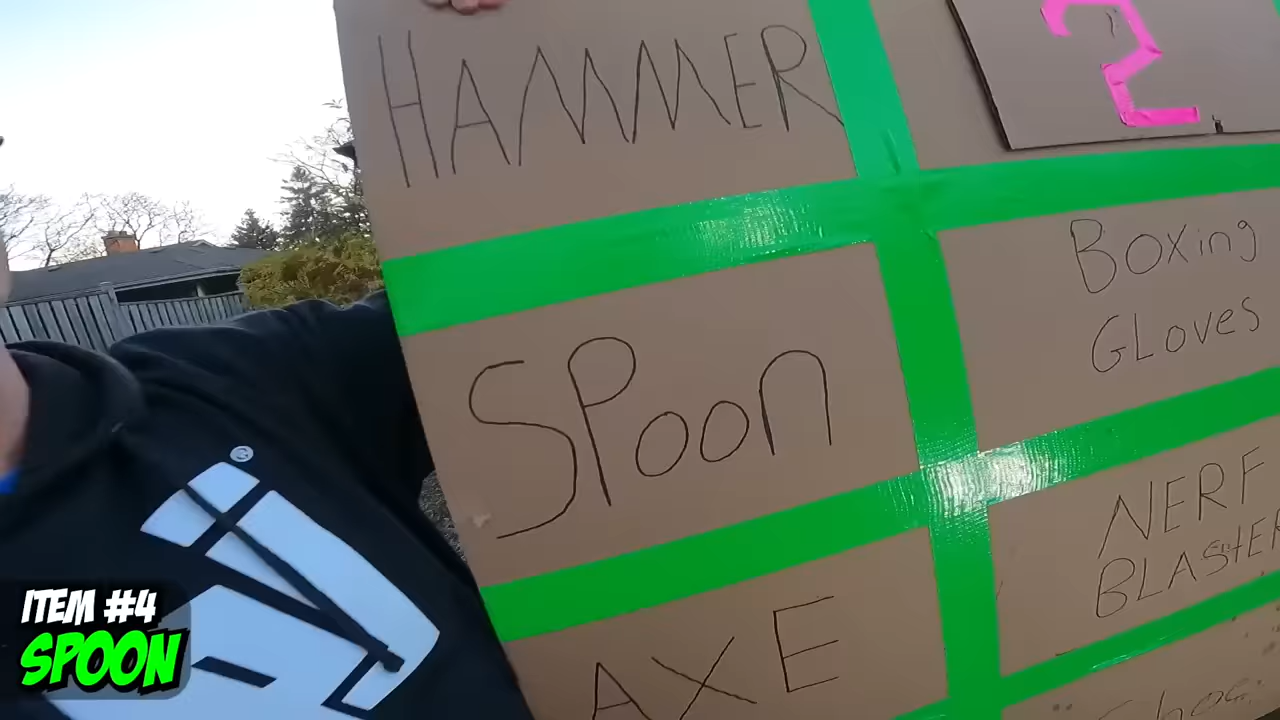 HAMMER
2
SPoon
Boxing
GLoves
NERF
BLASTER
AXE
ITEM #4
SPOON